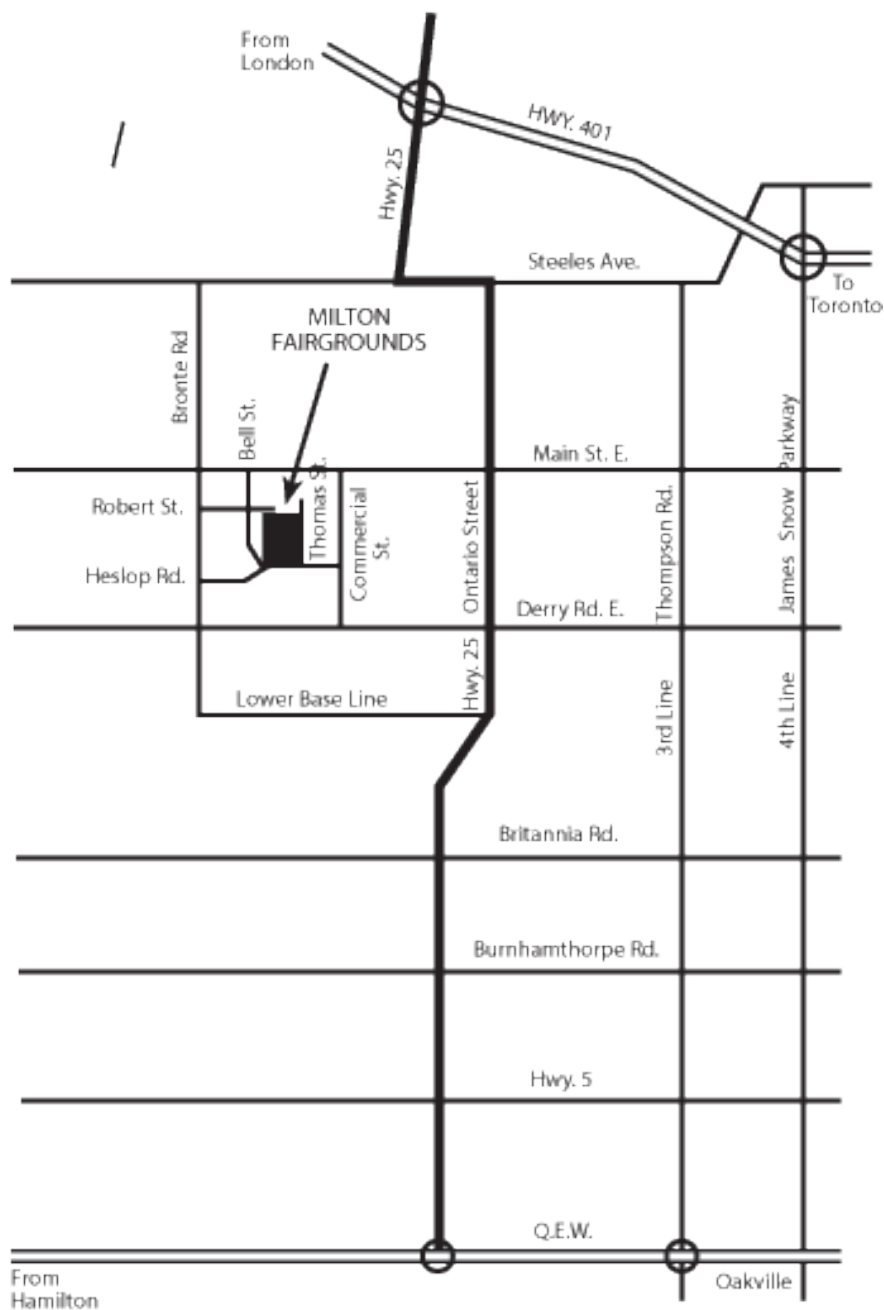 From
London
HWY. 401
Hwy. 25
Steeles Ave.
To
Toronto
MILTON
FAIRGROUNDS
Bronte Rd
Bell St.
Main St. E.
Parkway
Robert St.
Thomas St.
Commercial
St.
Ontario Street
Thompson Rd.
James Snow
Heslop Rd.
Derry Rd. E.
Hwy. 25
Lower Base Line
3rd Line
4th Line
Britannia Rd.
Burnhamthorpe Rd.
Hwy. 5
Q.E.W.
From
Hamilton
Oakville